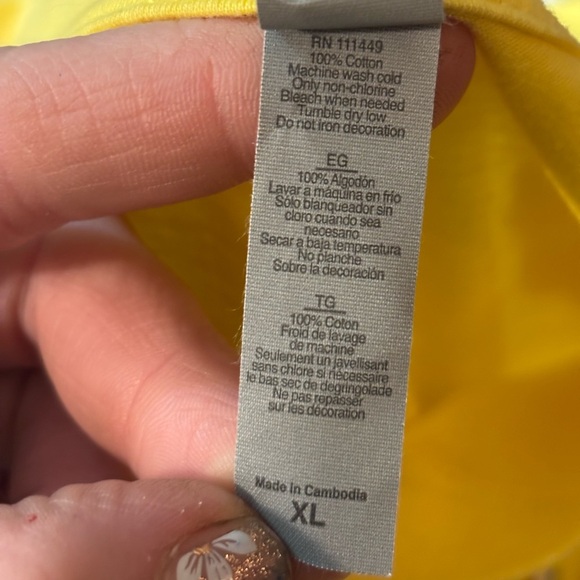 RN 111449
100% Cotton
Machine wash cold
Only non-chlorine
Bleach when needed
Tumble dry low
Do not iron decoration
EG
100% Algodón
Lavar a máquina en frio
Sólo blanqueador sin
cloro cuando sea
necesario
Secar a baja temperatura
No planche
Sobre la decoración
TG
100% Coton
Froid de lavage
de machine
Seulement un javellisant
sans chlore si nécessaire
le bas sec de degringolade
Ne pas repasser
sur les décoration
Made in Cambodia
XL